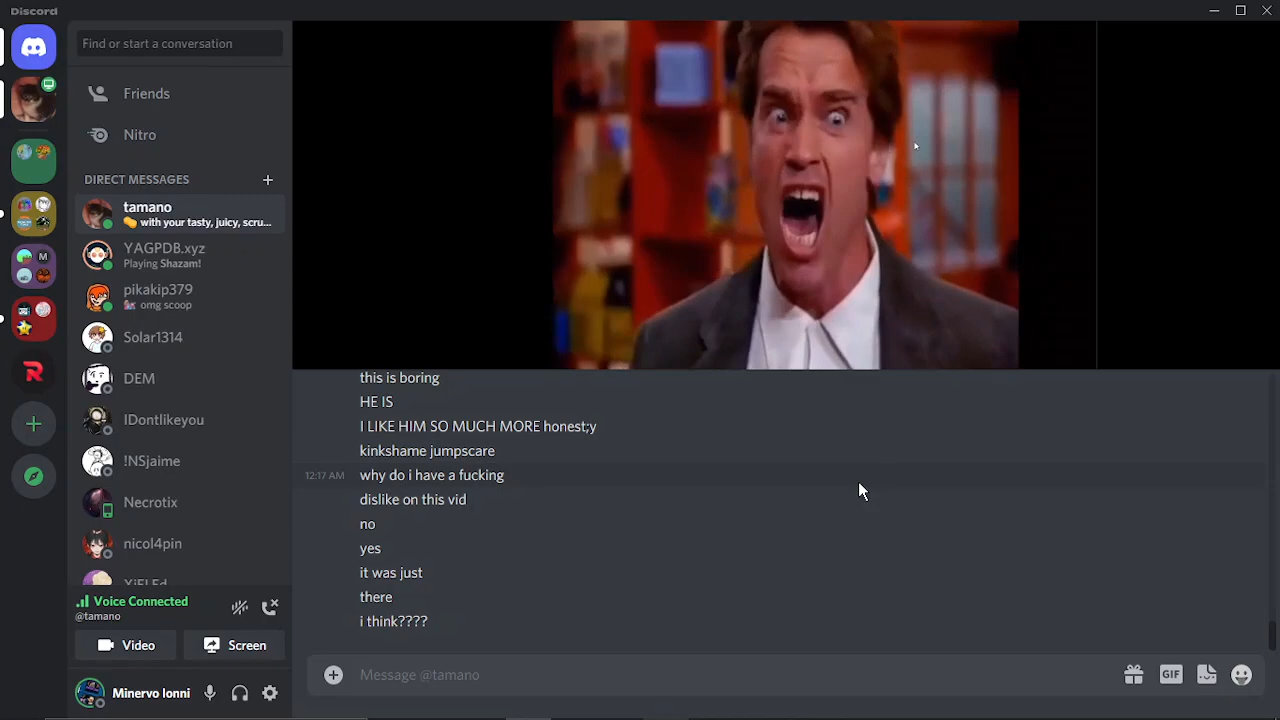 Discord
Find or start a conversation
Friends
Nitro
DIRECT MESSAGES
tamano
with your tasty, juicy, scru...
YAGPDB.xyz
Playing Shazam!
pikakip379
omg scoop
Solar1314
DEM
IDontlikeyou
!NSjaime
Necrotix
nicol4pin
Voice Connected
@tamano
Video
Screen
Minervo Ionni
this is boring
HE IS
I LIKE HIM SO MUCH MORE honest;y
kinkshame jumpscare
12:17 AM why do i have a fucking
dislike on this vid
no
yes
it was just
there
i think????
Message @tamano
GIF